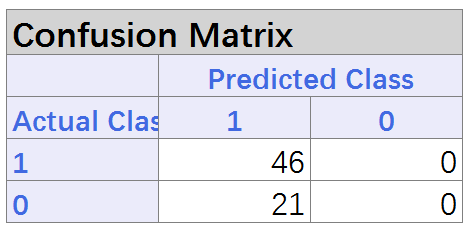 Confusion Matrix
Predicted Class
Actual Clas 1 0
1 46 0
0 21 0